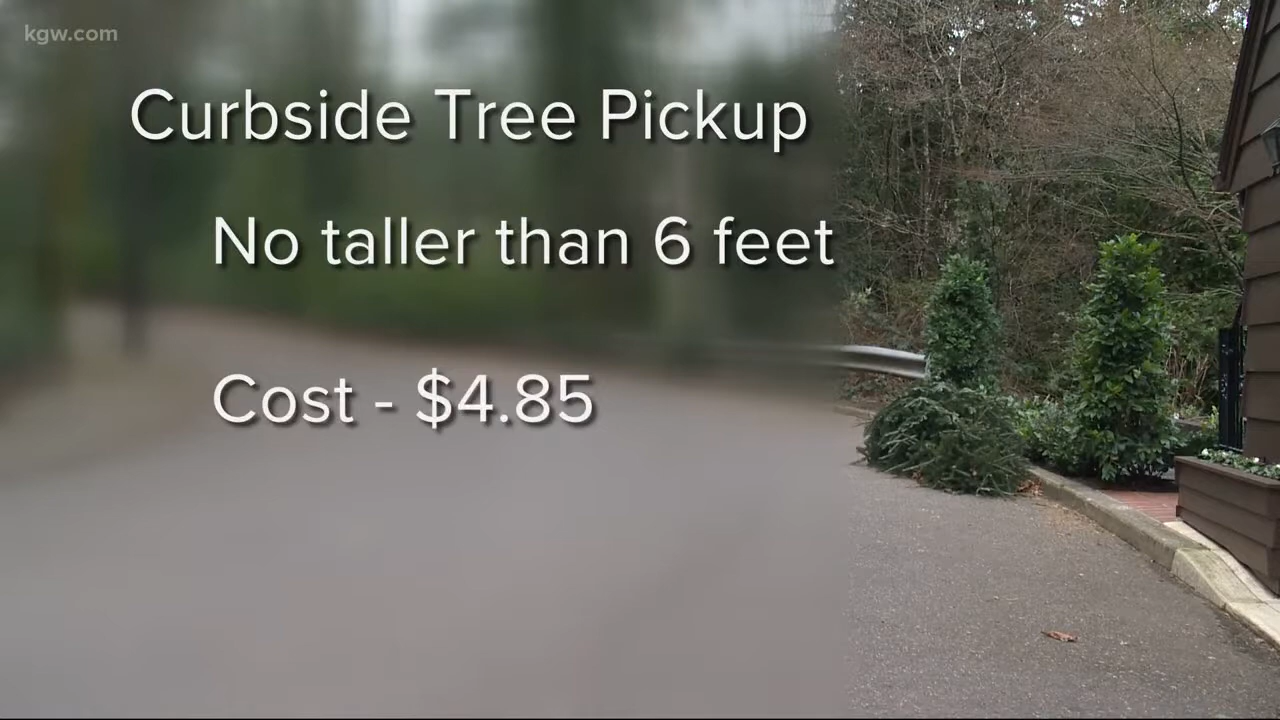 kgw.com
Curbside Tree Pickup
No taller than 6 feet
Cost - $4.85